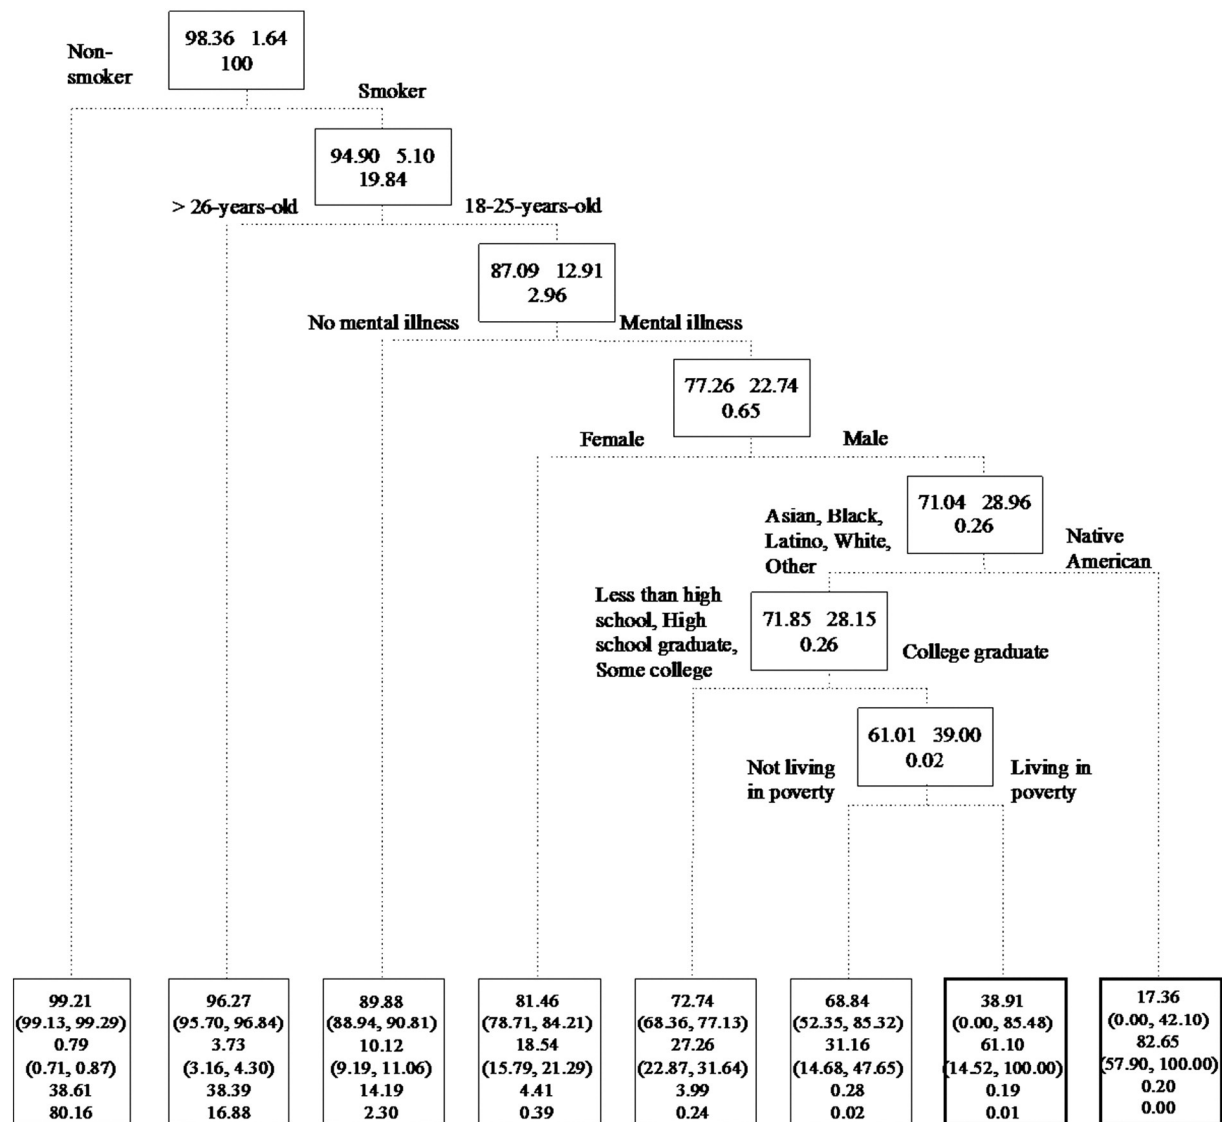 98.36 1.64
100
Non-
smoker
Smoker
94.90 5.10
19.84
> 26-years-old
18-25-years-old
87.09 12.91
2.96
No mental illness
Mental illness
77.26 22.74
0.65
Female
Male
71.04 28.96
0.26
Asian, Black,
Latino, White,
Other
Native
American
Less than high
school, High
school graduate,
Some college
71.85 28.15
0.26
College graduate
61.01 39.00
0.02
Not living
in poverty
Living in
poverty
99.21
(99.13, 99.29)
0.79
(0.71, 0.87)
38.61
80.16
96.27
(95.70, 96.84)
3.73
(3.16, 4.30)
38.39
16.88
89.88
(88.94, 90.81)
10.12
(9.19, 11.06)
14.19
2.30
81.46
(78.71, 84.21)
18.54
(15.79, 21.29)
4.41
0.39
72.74
(68.36, 77.13)
27.26
(22.87, 31.64)
3.99
0.24
68.84
(52.35, 85.32)
31.16
(14.68, 47.65)
0.28
0.02
38.91
(0.00, 85.48)
61.10
(14.52, 100.00)
0.19
0.01
17.36
(0.00, 42.10)
82.65
(57.90, 100.00)
0.20
0.00